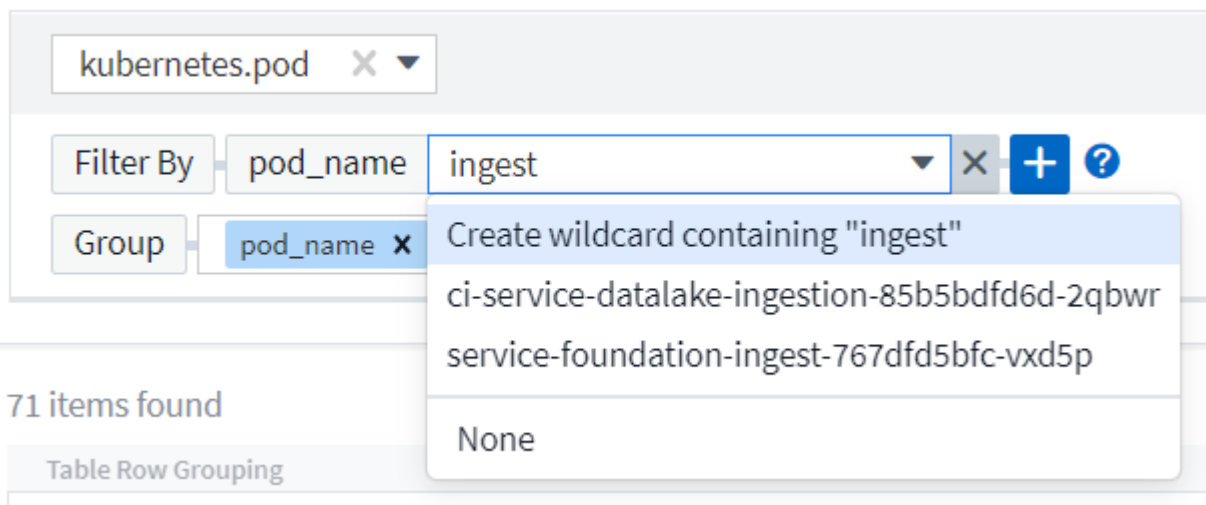 kubernetes.pod
Filter By pod_name ingest
Group pod_name
Create wildcard containing "ingest"
ci-service-datalake-ingestion-85b5bdfd6d-2qbwr
service-foundation-ingest-767dfd5bfc-vxd5p
None
71 items found
Table Row Grouping